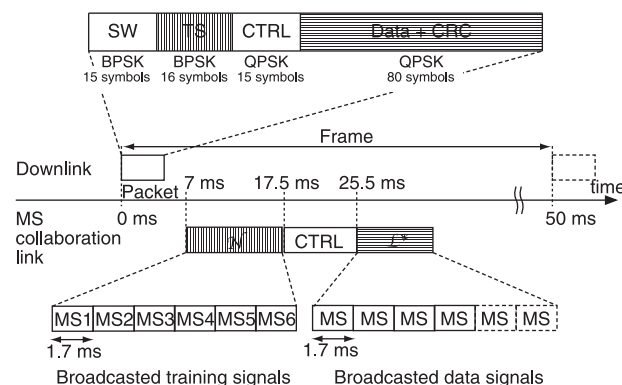 SW TS CTRL Data + CRC
BPSK BPSK QPSK QPSK
15 symbols 16 symbols 15 symbols 80 symbols
Frame
Downlink
Packet 7 ms 17.5 ms 25.5 ms time
0 ms 50 ms
MS
collaboration
link
N CTRL L*
MS1 MS2 MS3 MS4 MS5 MS6 MS MS MS MS MS MS
1.7 ms 1.7 ms
Broadcasted training signals Broadcasted data signals